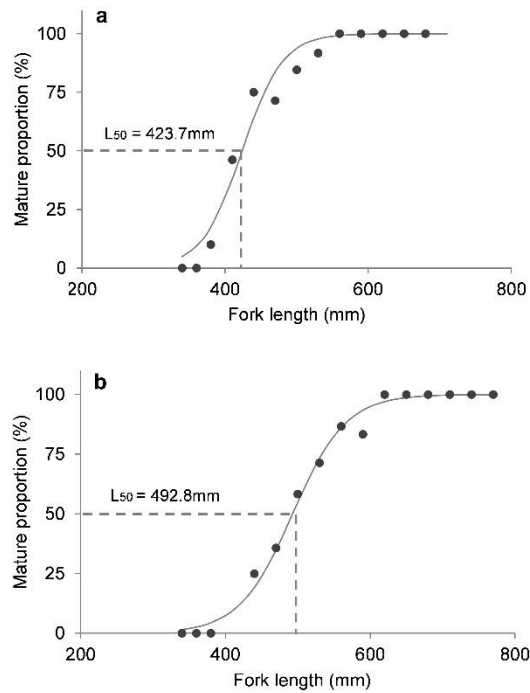 a
100
75
50
25
0
Mature proportion (%)
L50 = 423.7mm
200 400 600 800
Fork length (mm)
b
100
75
50
25
0
Mature proportion (%)
L50 = 492.8mm
200 400 600 800
Fork length (mm)